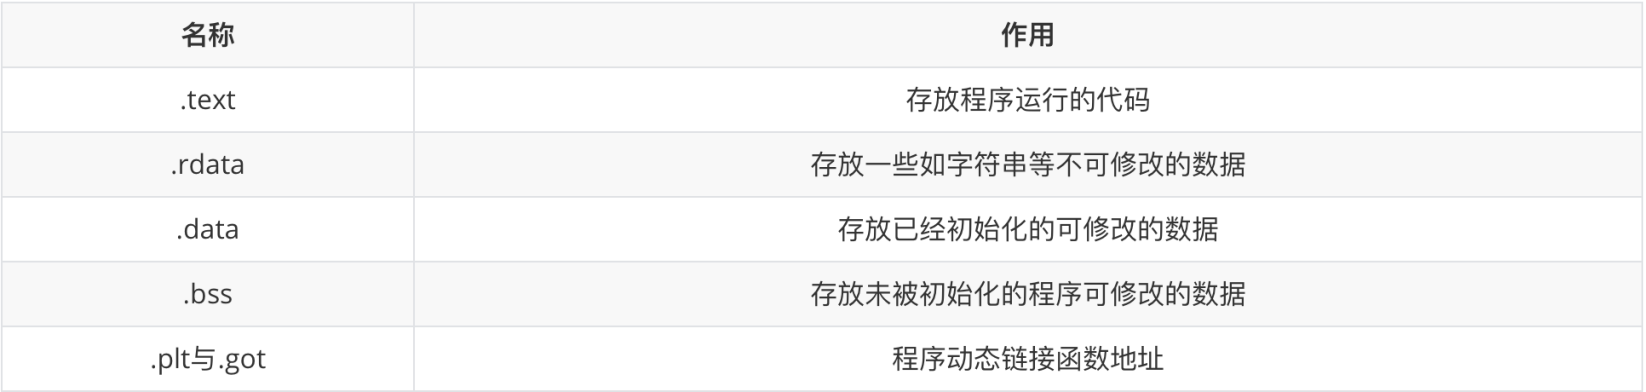 名称 作用
.text 存放程序运行的代码
.rdata 存放一些如字符串等不可修改的数据
.data 存放已经初始化的可修改的数据
.bss 存放未被初始化的程序可修改的数据
.plt与.got 程序动态链接函数地址